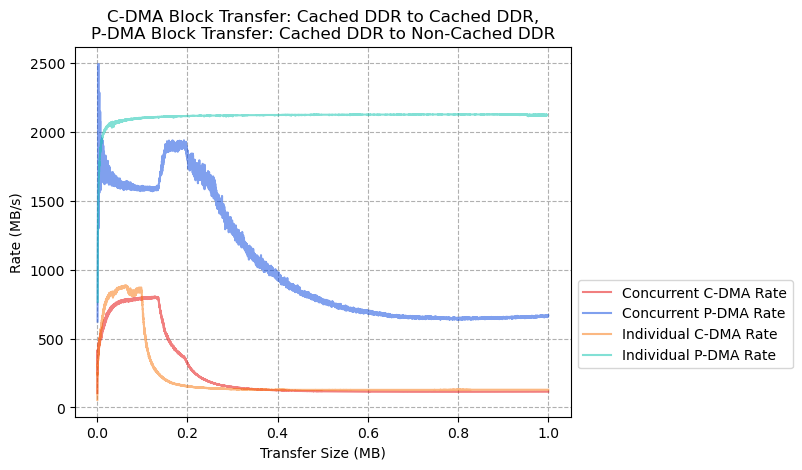 C-DMA Block Transfer: Cached DDR to Cached DDR,
P-DMA Block Transfer: Cached DDR to Non-Cached DDR
Rate (MB/s)
2500
2000
1500
1000
500
0
0.0 0.2 0.4 0.6 0.8 1.0
Transfer Size (MB)
Concurrent C-DMA Rate
Concurrent P-DMA Rate
Individual C-DMA Rate
Individual P-DMA Rate